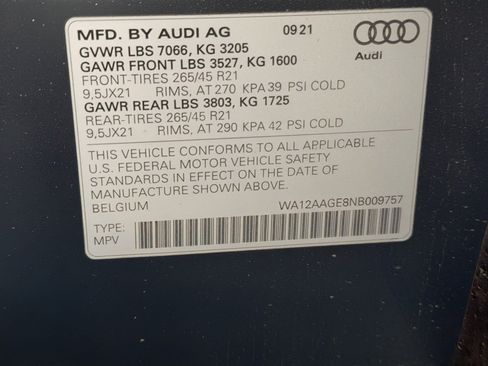 MFD. BY AUDI AG 09 21
GVWR LBS 7066, KG 3205
GAWR FRONT LBS 3527, KG 1600
Audi
FRONT-TIRES 265/45 R21
9,5JX21 RIMS, AT 270 KPA 39 PSI COLD
GAWR REAR LBS 3803, KG 1725
REAR-TIRES 265/45 R21
9,5JX21 RIMS, AT 290 KPA 42 PSI COLD
THIS VEHICLE CONFORMS TO ALL APPLICABLE
U.S. FEDERAL MOTOR VEHICLE SAFETY
STANDARDS IN EFFECT ON THE DATE OF
MANUFACTURE SHOWN ABOVE.
BELGIUM WA12AAGE8NB009757
TYPE:
MPV